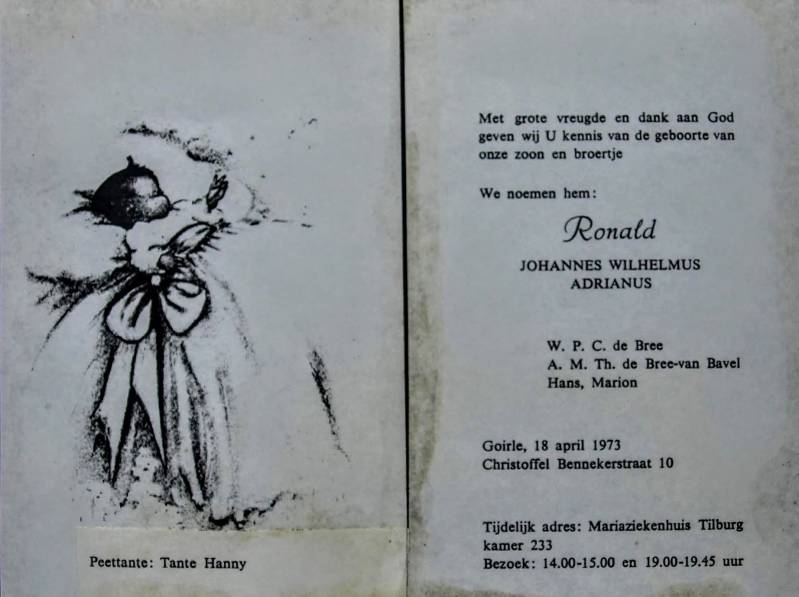 Met grote vreugde en dank aan God
geven wij U kennis van de geboorte van
onze zoon en broertje
We noemen hem:
Ronald
JOHANNES WILHELMUS
ADRIANUS
W. P. C. de Bree
A. M. Th. de Bree-van Bavel
Hans, Marion
Goirle, 18 april 1973
Christoffel Bennekerstraat 10
Tijdelijk adres: Mariaziekenhuis Tilburg
kamer 233
Bezoek: 14.00-15.00 en 19.00-19.45 uur
Peettante: Tante Hanny